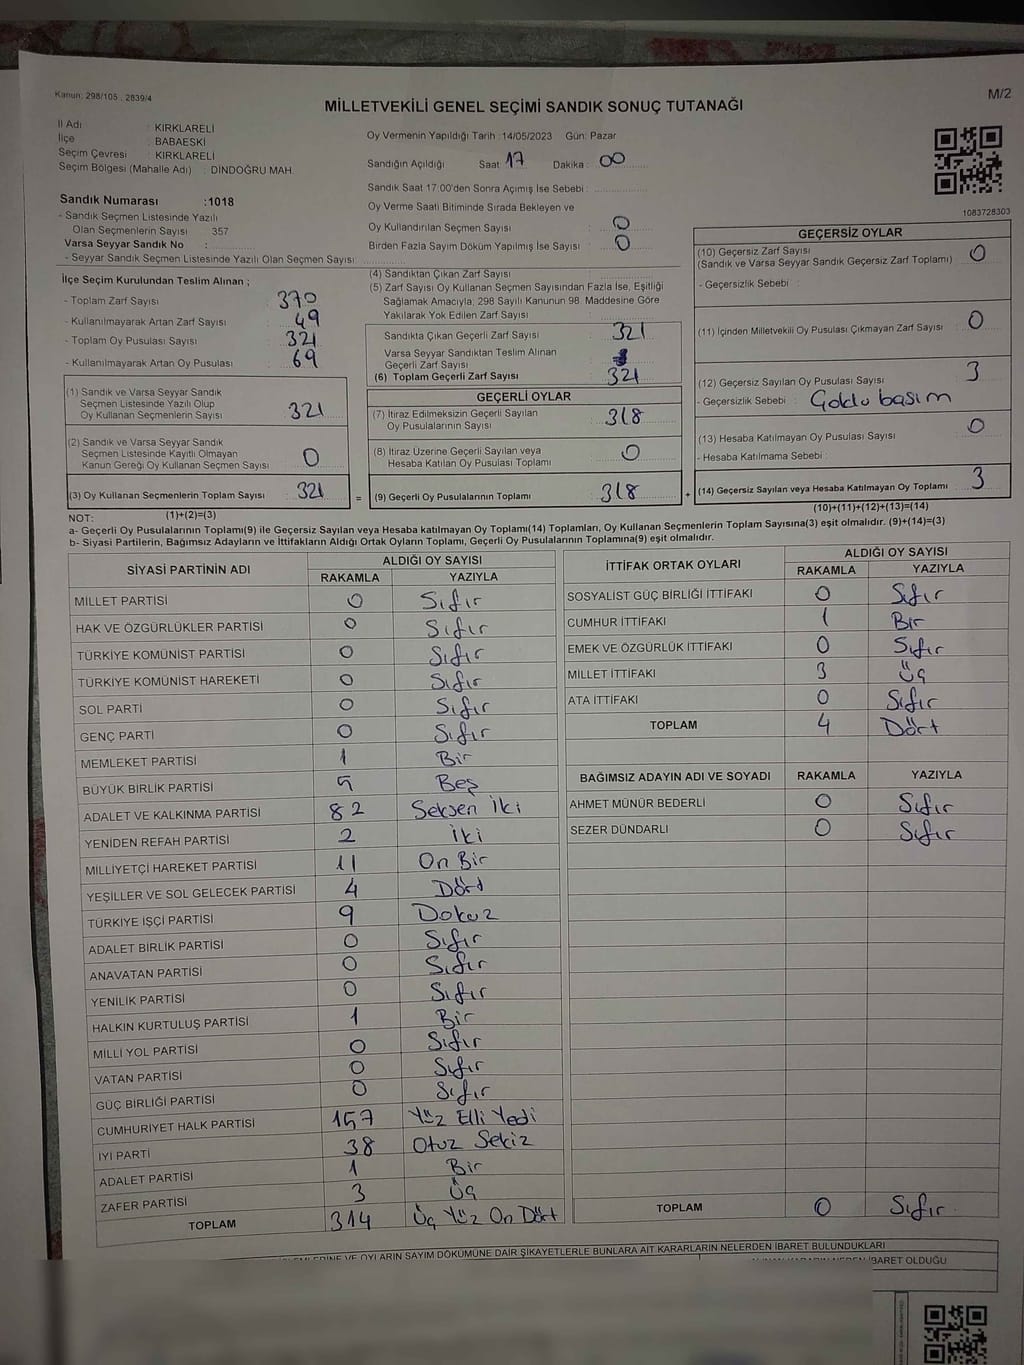 Kanun: 298/105 , 2839/4
M/2
MİLLETVEKİLİ GENEL SEÇİMİ SANDIK SONUÇ TUTANAĞI
İl Adı : KIRKLARELİ
İlçe : BABAESKİ
Seçim Çevresi : KIRKLARELİ
Seçim Bölgesi (Mahalle Adı) : DİNDOĞRU MAH.
Oy Vermenin Yapıldığı Tarih :14/05/2023 Gün: Pazar
Sandığın Açıldığı Saat: 17 Dakika : 00
Sandık Saat 17:00'den Sonra Açımış İse Sebebi :
Oy Verme Saati Bitiminde Sırada Bekleyen ve
Oy Kullandırılan Seçmen Sayısı : 0
Birden Fazla Sayım Döküm Yapılmış İse Sayısı : 0
1083728303
Sandık Numarası :1018
- Sandık Seçmen Listesinde Yazılı
Olan Seçmenlerin Sayısı : 357
Varsa Seyyar Sandık No :
- Seyyar Sandık Seçmen Listesinde Yazılı Olan Seçmen Sayısı:
İlçe Seçim Kurulundan Teslim Alınan ;
- Toplam Zarf Sayısı : 370
- Kullanılmayarak Artan Zarf Sayısı : 49
- Toplam Oy Pusulası Sayısı : 321
- Kullanılmayarak Artan Oy Pusulası : 69
(1) Sandık ve Varsa Seyyar Sandık
Seçmen Listesinde Yazılı Olup
Oy Kullanan Seçmenlerin Sayısı : 321
(2) Sandık ve Varsa Seyyar Sandık
Seçmen Listesinde Kayıtlı Olmayan
Kanun Gereği Oy Kullanan Seçmen Sayısı : 0
(3) Oy Kullanan Seçmenlerin Toplam Sayısı : 321
(1)+(2)=(3)
(4) Sandıktan Çıkan Zarf Sayısı :
(5) Zarf Sayısı Oy Kullanan Seçmen Sayısından Fazla İse, Eşitliği
Sağlamak Amacıyla, 298 Sayılı Kanunun 98. Maddesine Göre
Yakılarak Yok Edilen Zarf Sayısı :
Sandıkta Çıkan Geçerli Zarf Sayısı : 321
Varsa Seyyar Sandıktan Teslim Alınan
Geçerli Zarf Sayısı :
(6) Toplam Geçerli Zarf Sayısı : 321
GEÇERLİ OYLAR
(7) İtiraz Edilmeksizin Geçerli Sayılan
Oy Pusulalarının Sayısı : 318
(8) İtiraz Üzerine Geçerli Sayılan veya
Hesaba Katılan Oy Pusulası Toplamı : 0
= (9) Geçerli Oy Pusulalarının Toplamı : 318
GEÇERSİZ OYLAR
(10) Geçersiz Zarf Sayısı : 0
(Sandık ve Varsa Seyyar Sandık Geçersiz Zarf Toplamı)
- Geçersizlik Sebebi :
(11) İçinden Milletvekili Oy Pusulası Çıkmayan Zarf Sayısı : 0
(12) Geçersiz Sayılan Oy Pusulası Sayısı : 3
- Geçersizlik Sebebi :
(13) Hesaba Katılmayan Oy Pusulası Sayısı : 0
- Hesaba Katılmama Sebebi :
+ (14) Geçersiz Sayılan veya Hesaba Katılmayan Oy Toplamı : 3
(10)+(11)+(12)+(13)=(14)
NOT:
a- Geçerli Oy Pusulalarının Toplamı(9) ile Geçersiz Sayılan veya Hesaba katılmayan Oy Toplamı(14) Toplamları, Oy Kullanan Seçmenlerin Toplam Sayısına(3) eşit olmalıdır. (9)+(14)=(3)
b- Siyasi Partilerin, Bağımsız Adayların ve İttifakların Aldığı Ortak Oyların Toplamı, Geçerli Oy Pusulalarının Toplamına(9) eşit olmalıdır.
SİYASİ PARTİNİN ADI ALDIĞI OY SAYISI
RAKAMLA YAZIYLA
MİLLET PARTİSİ 0 Sıfır
HAK VE ÖZGÜRLÜKLER PARTİSİ 0 Sıfır
TÜRKİYE KOMÜNİST PARTİSİ 0 Sıfır
TÜRKİYE KOMÜNİST HAREKETİ 0 Sıfır
SOL PARTİ 0 Sıfır
GENÇ PARTİ 0 Sıfır
MEMLEKET PARTİSİ 1 Bir
BÜYÜK BİRLİK PARTİSİ 5 Beş
ADALET VE KALKINMA PARTİSİ 82 Seksen İki
YENİDEN REFAH PARTİSİ 2 İki
MİLLİYETÇİ HAREKET PARTİSİ 11 On Bir
YEŞİLLER VE SOL GELECEK PARTİSİ 4 Dört
TÜRKİYE İŞÇİ PARTİSİ 9 Dokuz
ADALET BİRLİK PARTİSİ 0 Sıfır
ANAVATAN PARTİSİ 0 Sıfır
YENİLİK PARTİSİ 0 Sıfır
HALKIN KURTULUŞ PARTİSİ 1 Bir
MİLLİ YOL PARTİSİ 0 Sıfır
VATAN PARTİSİ 0 Sıfır
GÜÇ BİRLİĞİ PARTİSİ 0 Sıfır
CUMHURİYET HALK PARTİSİ 157 Yüz Elli Yedi
İYİ PARTİ 38 Otuz Sekiz
ADALET PARTİSİ 1 Bir
ZAFER PARTİSİ 3 Üç
TOPLAM 314 Üç Yüz On Dört
İTTİFAK ORTAK OYLARI ALDIĞI OY SAYISI
RAKAMLA YAZIYLA
SOSYALİST GÜÇ BİRLİĞİ İTTİFAKI 0 Sıfır
CUMHUR İTTİFAKI 1 Bir
EMEK VE ÖZGÜRLÜK İTTİFAKI 0 Sıfır
MİLLET İTTİFAKI 3 Üç
ATA İTTİFAKI 0 Sıfır
TOPLAM 4 Dört
BAĞIMSIZ ADAYIN ADI VE SOYADI RAKAMLA YAZIYLA
AHMET MÜNÜR BEDERLİ 0 Sıfır
SEZER DÜNDARLI 0 Sıfır
TOPLAM 0 Sıfır
VE OYLARIN SAYIM DÖKÜMÜNE DAİR ŞİKAYETLERLE BUNLARA AİT KARARLARIN NELERDEN İBARET BULUNDUKLARI
İBARET OLDUĞU